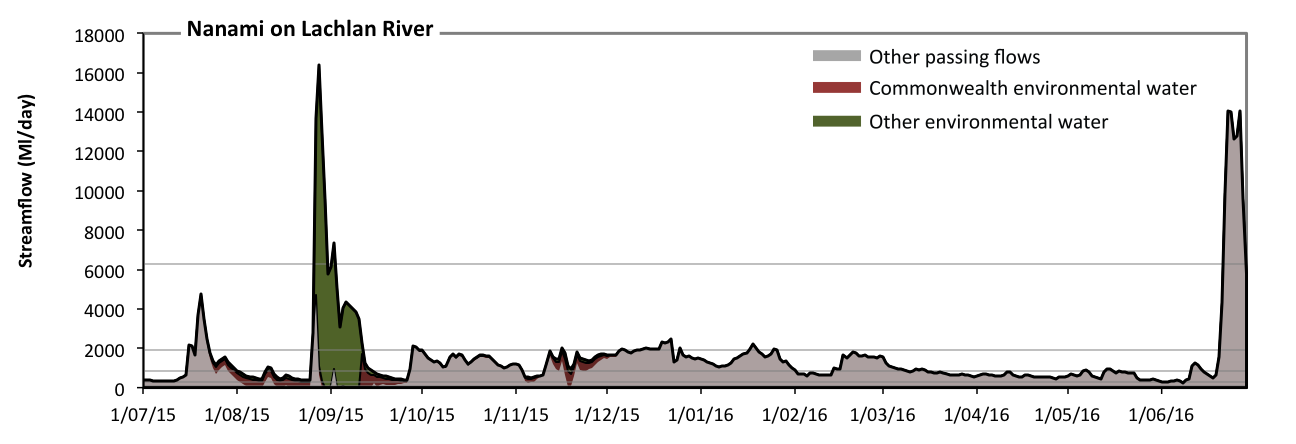 Nanami on Lachlan River
Streamflow (Ml/day)
18000
16000
14000
12000
10000
8000
6000
4000
2000
0
Other passing flows
Commonwealth environmental water
Other environmental water
1/07/15 1/08/15 1/09/15 1/10/15 1/11/15 1/12/15 1/01/16 1/02/16 1/03/16 1/04/16 1/05/16 1/06/16